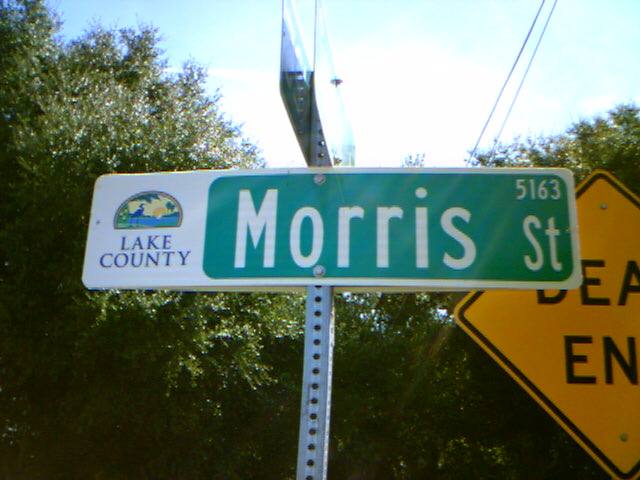 LAKE
COUNTY
Morris St
5163
DEA
EN